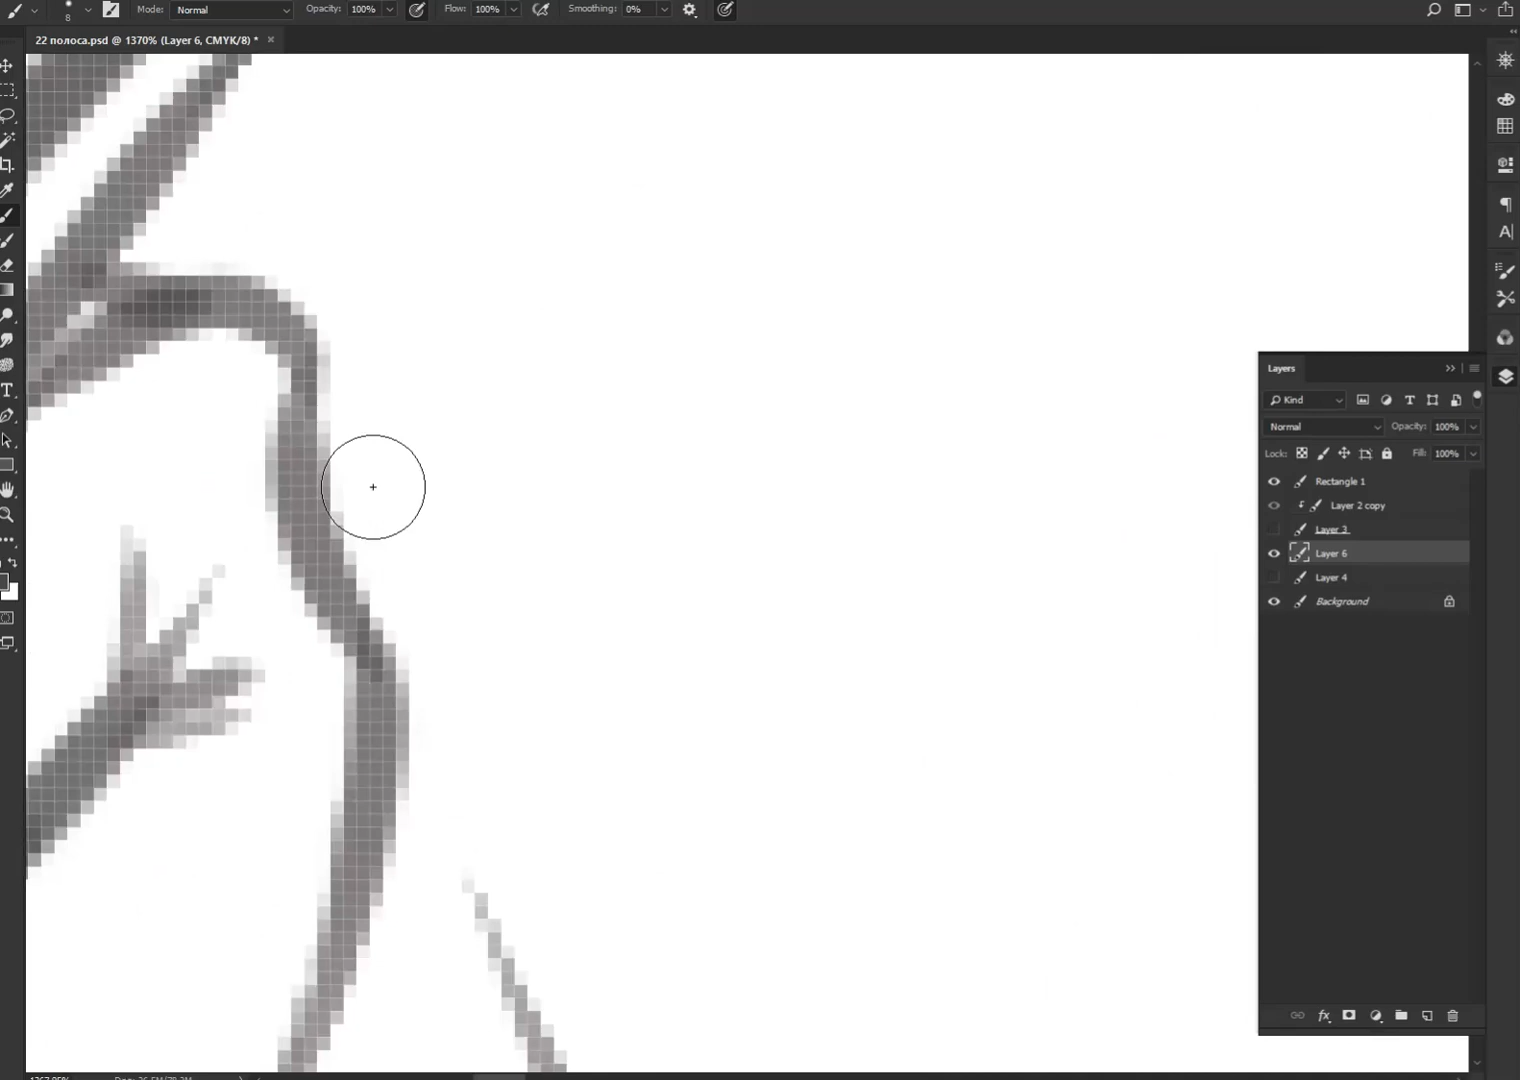 8 Mode: Normal Opacity: 100% Flow: 100% Smoothing: 0%
22 полоса.psd @ 1370% (Layer 6, CMYK/8) *
Layers
Kind
Normal Opacity: 100%
Lock: Fill: 100%
Rectangle 1
Layer 2 copy
Layer 3
Layer 6
Layer 4
Background